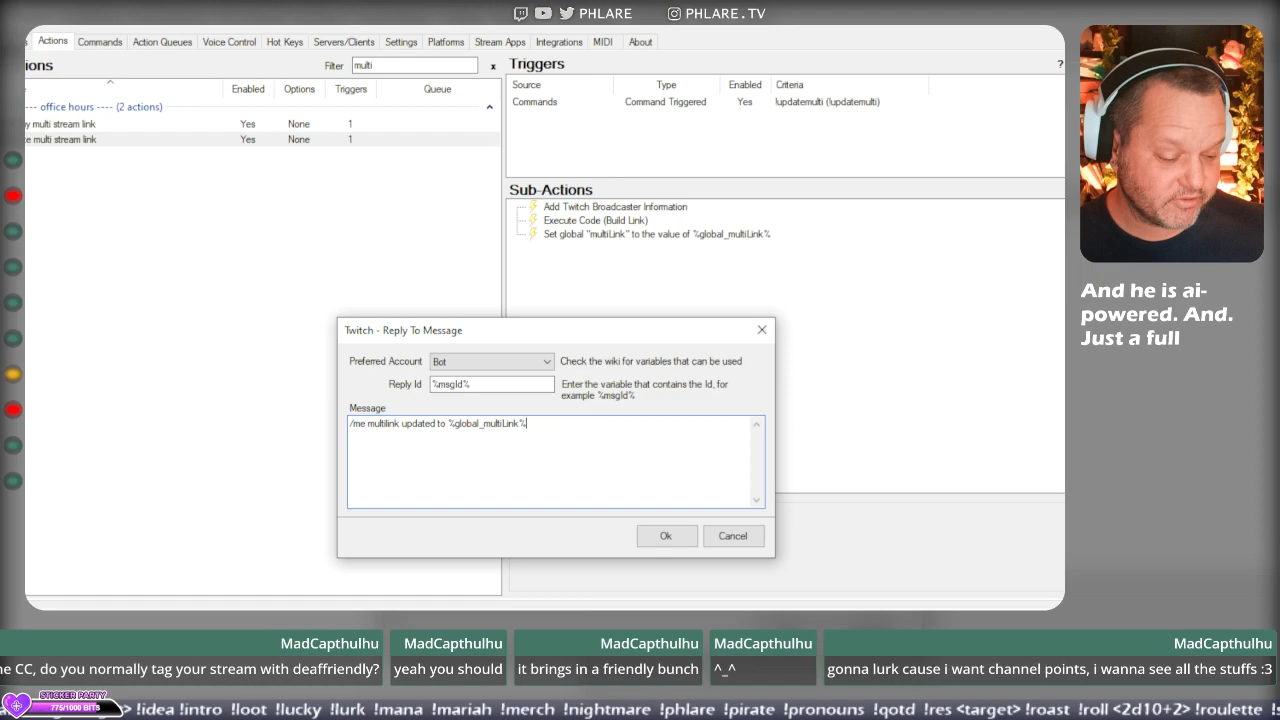 PHLARE PHLARE.TV
Actions Commands Action Queues Voice Control Hot Keys Servers/Clients Settings Platforms Stream Apps Integrations MIDI About
ions Filter multi x
Enabled Options Triggers Queue
---- office hours ---- (2 actions)
y multi stream link Yes None 1
e multi stream link Yes None 1
Triggers ?
Source Type Enabled Criteria
Commands Command Triggered Yes !updatemulti (!updatemulti)
Sub-Actions
Add Twitch Broadcaster Information
Execute Code (Build Link)
Set global "multiLink" to the value of %global_multiLink%
Twitch - Reply To Message
Preferred Account Bot Check the wiki for variables that can be used
Reply Id %msgId% Enter the variable that contains the Id, for
example %msgId%
Message
/me multilink updated to %global_multiLink%
Ok Cancel
And he is ai-
powered. And.
Just a full
MadCapthulhu MadCapthulhu MadCapthulhu MadCapthulhu MadCapthulhu
ne CC, do you normally tag your stream with deaffriendly? yeah you should it brings in a friendly bunch ^_^ gonna lurk cause i want channel points, i wanna see all the stuffs :3
STICKER PARTY
775/1000 BITS
> !idea !intro !loot !lucky !lurk !mana !mariah !merch !nightmare !phlare !pirate !pronouns !qotd !res <target> !roast !roll <2d10+2> !roulette